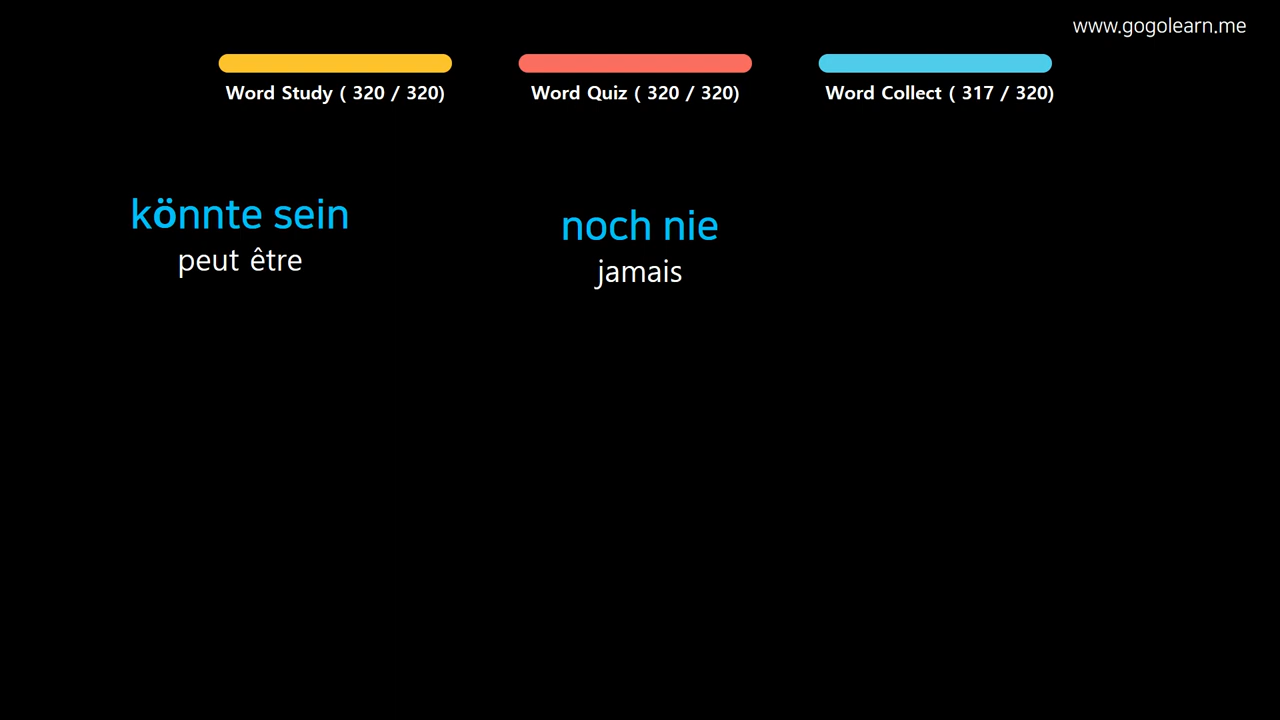 www.gogolearn.me
Word Study ( 320 / 320)
Word Quiz ( 320 / 320)
Word Collect ( 317 / 320)
könnte sein
peut être
noch nie
jamais